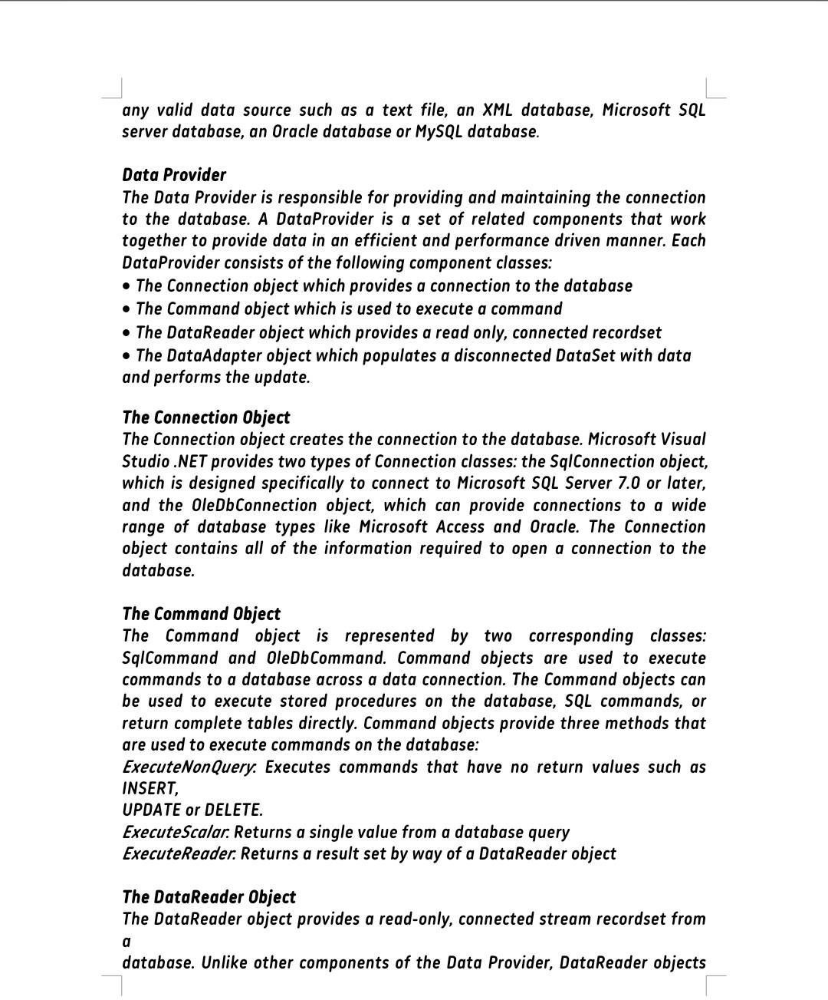 any valid data source such as a text file, an XML database, Microsoft SQL
server database, an Oracle database or MySQL database.
Data Provider
The Data Provider is responsible for providing and maintaining the connection
to the database. A DataProvider is a set of related components that work
together to provide data in an efficient and performance driven manner. Each
DataProvider consists of the following component classes:
• The Connection object which provides a connection to the database
• The Command object which is used to execute a command
• The DataReader object which provides a read only, connected recordset
• The DataAdapter object which populates a disconnected DataSet with data
and performs the update.
The Connection Object
The Connection object creates the connection to the database. Microsoft Visual
Studio .NET provides two types of Connection classes: the SqlConnection object,
which is designed specifically to connect to Microsoft SQL Server 7.0 or later,
and the OleDbConnection object, which can provide connections to a wide
range of database types like Microsoft Access and Oracle. The Connection
object contains all of the information required to open a connection to the
database.
The Command Object
The Command object is represented by two corresponding classes:
SqlCommand and OleDbCommand. Command objects are used to execute
commands to a database across a data connection. The Command objects can
be used to execute stored procedures on the database, SQL commands, or
return complete tables directly. Command objects provide three methods that
are used to execute commands on the database:
ExecuteNonQuery: Executes commands that have no return values such as
INSERT,
UPDATE or DELETE.
ExecuteScalar: Returns a single value from a database query
ExecuteReader: Returns a result set by way of a DataReader object
The DataReader Object
The DataReader object provides a read-only, connected stream recordset from
a
database. Unlike other components of the Data Provider, DataReader objects